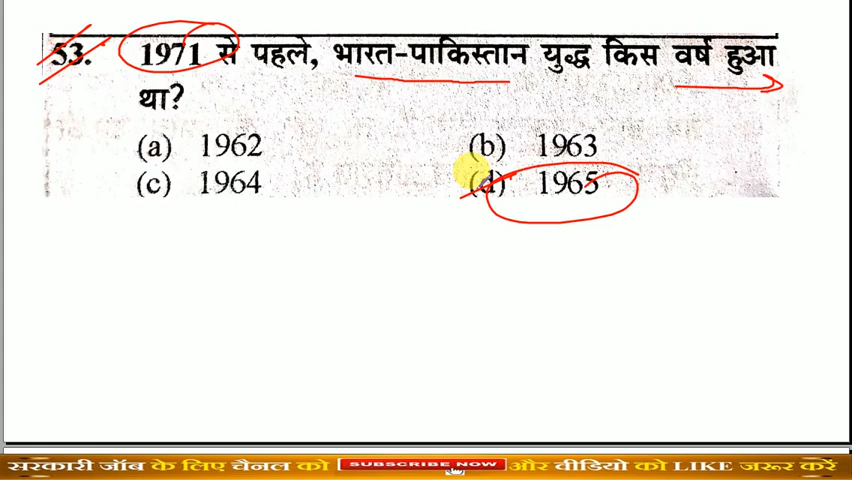 53. 1971 से पहले, भारत-पाकिस्तान युद्ध किस वर्ष हुआ
था?
(a) 1962 (b) 1963
(c) 1964 (d) 1965
सरकारी जॉब के लिए चैनल को SUBSCRIBE NOW और वीडियो को LIKE जरूर करें